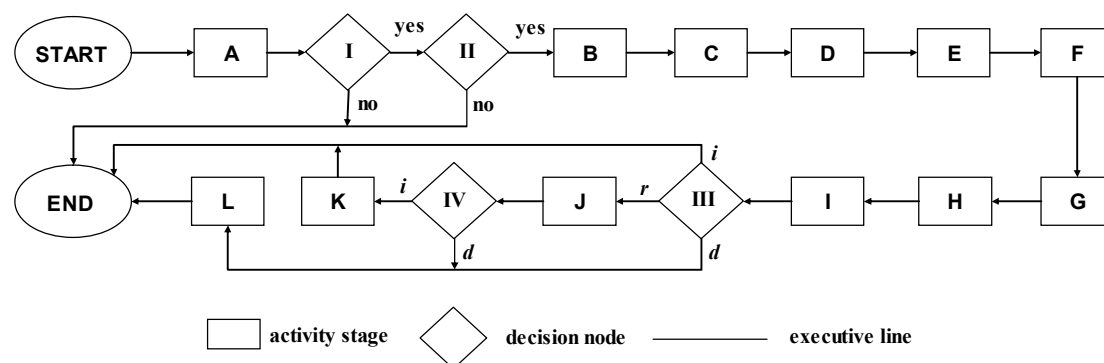 START A I yes II yes B C D E F
no no
END L K i IV J r III i I H G
d d
activity stage decision node executive line